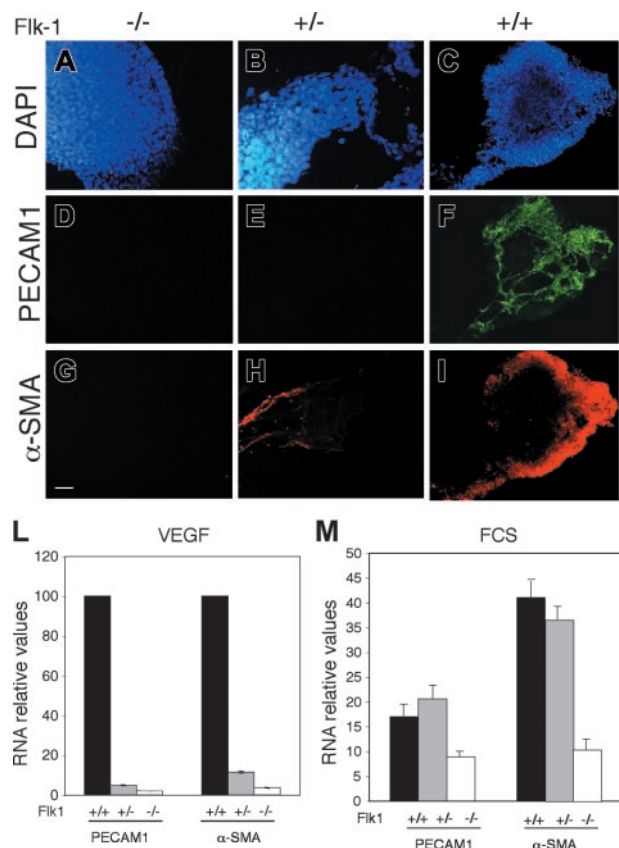 Flk-1 -/- +/- +/+
DAPI
A B C
PECAM1
D E F
α-SMA
G H I
L VEGF
RNA relative values
120
100
80
60
40
20
0
Flk1 +/+ +/- -/- +/+ +/- -/-
PECAM1 α-SMA
M FCS
RNA relative values
50
45
40
35
30
25
20
15
10
5
0
Flk1 +/+ +/- -/- +/+ +/- -/-
PECAM1 α-SMA